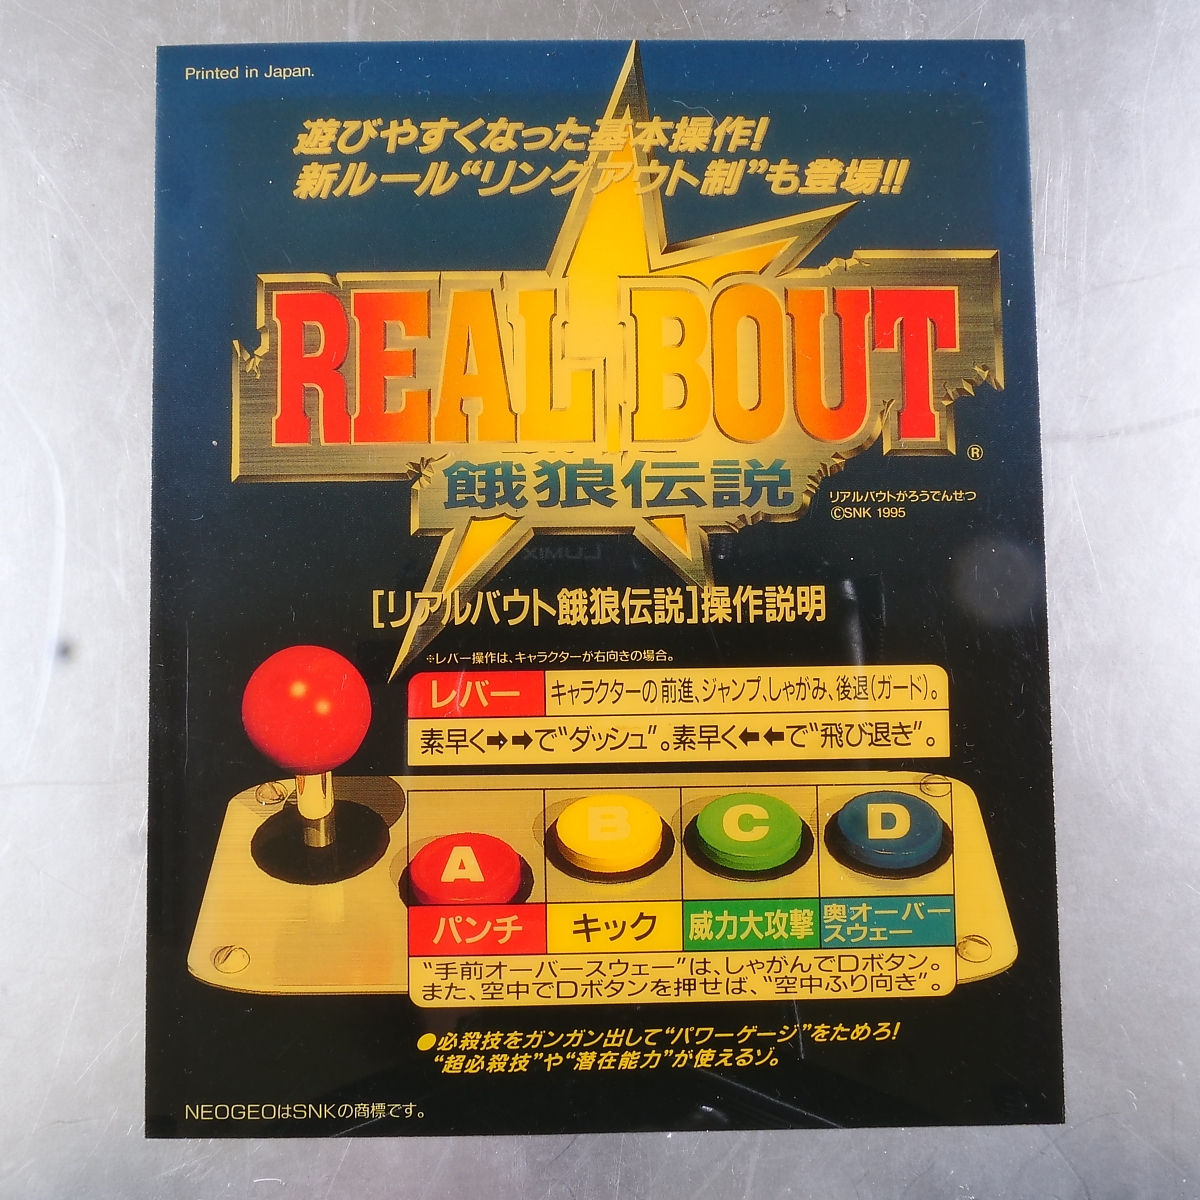 Printed in Japan.
遊びやすくなった基本操作!
新ルール“リングアウト制”も登場!!
REAL BOUT
®
餓狼伝説
リアルバウトがろうでんせつ
©SNK 1995
[リアルバウト餓狼伝説]操作説明
※レバー操作は、キャラクターが右向きの場合。
レバー
キャラクターの前進、ジャンプ、しゃがみ、後退(ガード)。
素早く➡➡で“ダッシュ”。素早く⬅⬅で“飛び退き”。
A B C D
パンチ キック 威力大攻撃 奥オーバースウェー
“手前オーバースウェー”は、しゃがんでDボタン。
また、空中でDボタンを押せば、“空中ふり向き”。
●必殺技をガンガン出して“パワーゲージ”をためろ!
“超必殺技”や“潜在能力”が使えるゾ。
NEOGEOはSNKの商標です。